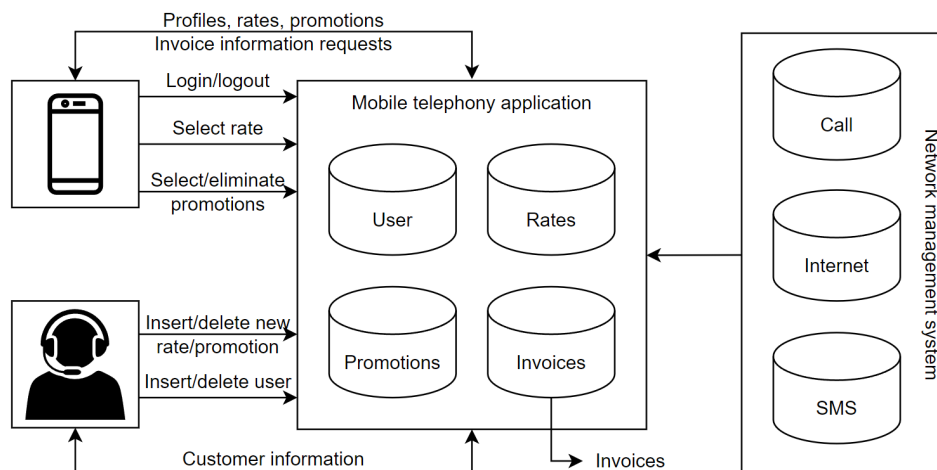 Profiles, rates, promotions
Invoice information requests
Login/logout
Select rate
Select/eliminate
promotions
Mobile telephony application
User
Rates
Promotions
Invoices
Insert/delete new
rate/promotion
Insert/delete user
Customer information
Invoices
Call
Internet
SMS
Network management system